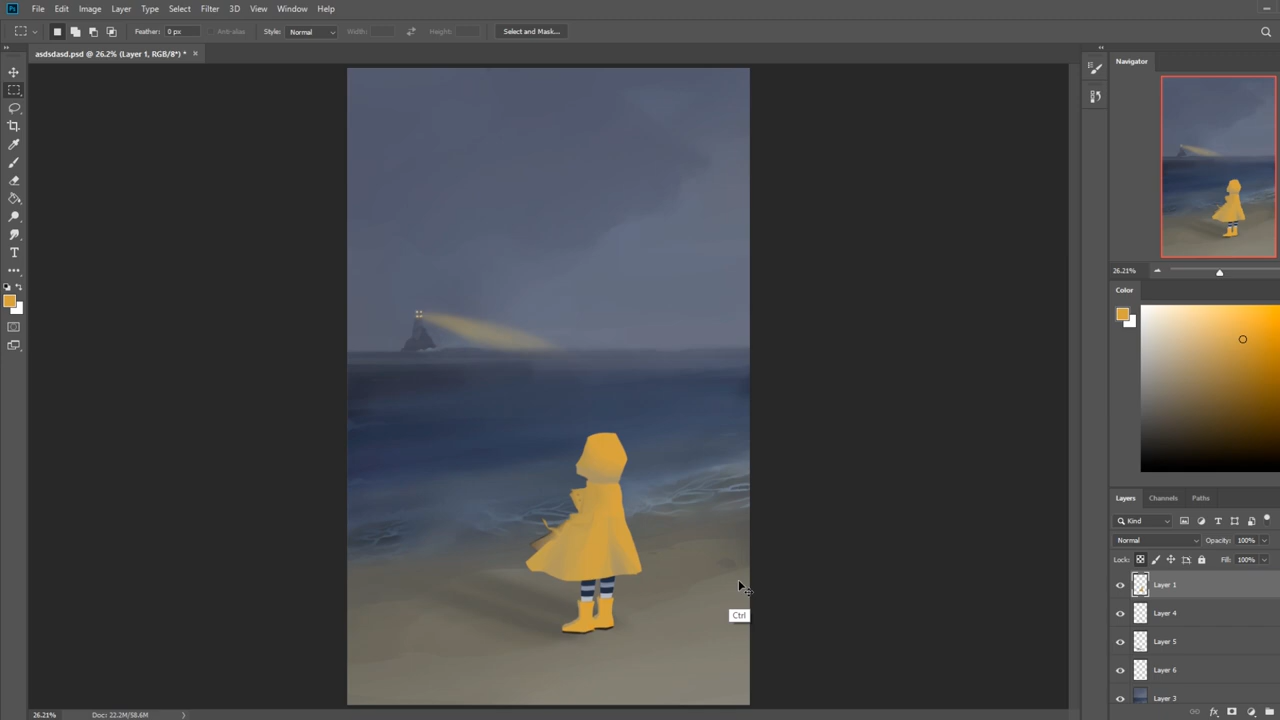 Ps File Edit Image Layer Type Select Filter 3D View Window Help
Feather: 0 px Anti-alias Style: Normal Width: Height: Select and Mask...
asdsdasd.psd @ 26.2% (Layer 1, RGB/8*) * ×
Navigator
26.21%
Color
Layers Channels Paths
Kind
Normal Opacity: 100%
Lock: Fill: 100%
Layer 1
Layer 4
Layer 5
Layer 6
Layer 3
Ctrl
T
fx
26.21% Doc: 22.2M/58.6M